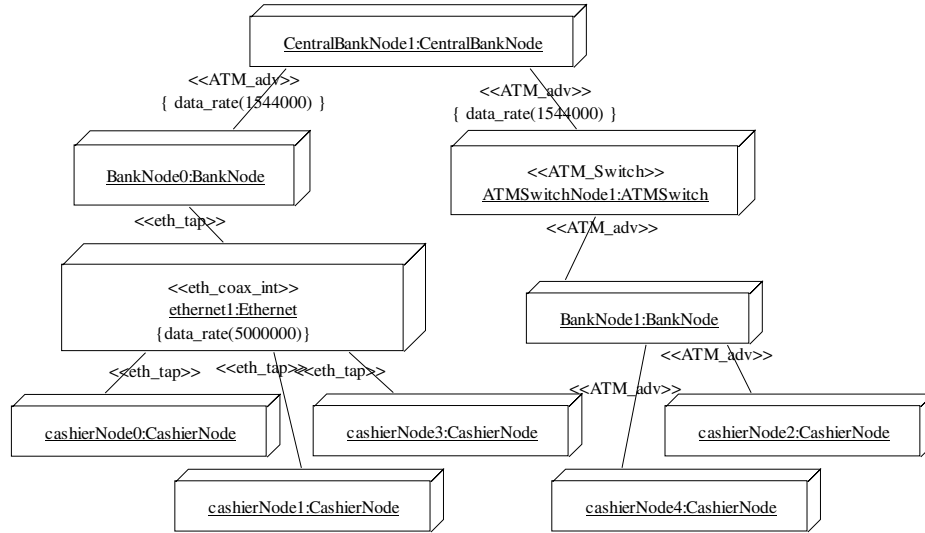 CentralBankNode1:CentralBankNode
<<ATM_adv>>
{ data_rate(1544000) }
<<ATM_adv>>
{ data_rate(1544000) }
BankNode0:BankNode
<<ATM_Switch>>
ATMSwitchNode1:ATMSwitch
<<eth_tap>>
<<ATM_adv>>
<<eth_coax_int>>
ethernet1:Ethernet
{data_rate(5000000)}
BankNode1:BankNode
<<eth_tap>>
<<eth_tap>>
<<eth_tap>>
<<ATM_adv>>
<<ATM_adv>>
cashierNode0:CashierNode
cashierNode3:CashierNode
cashierNode2:CashierNode
cashierNode1:CashierNode
cashierNode4:CashierNode